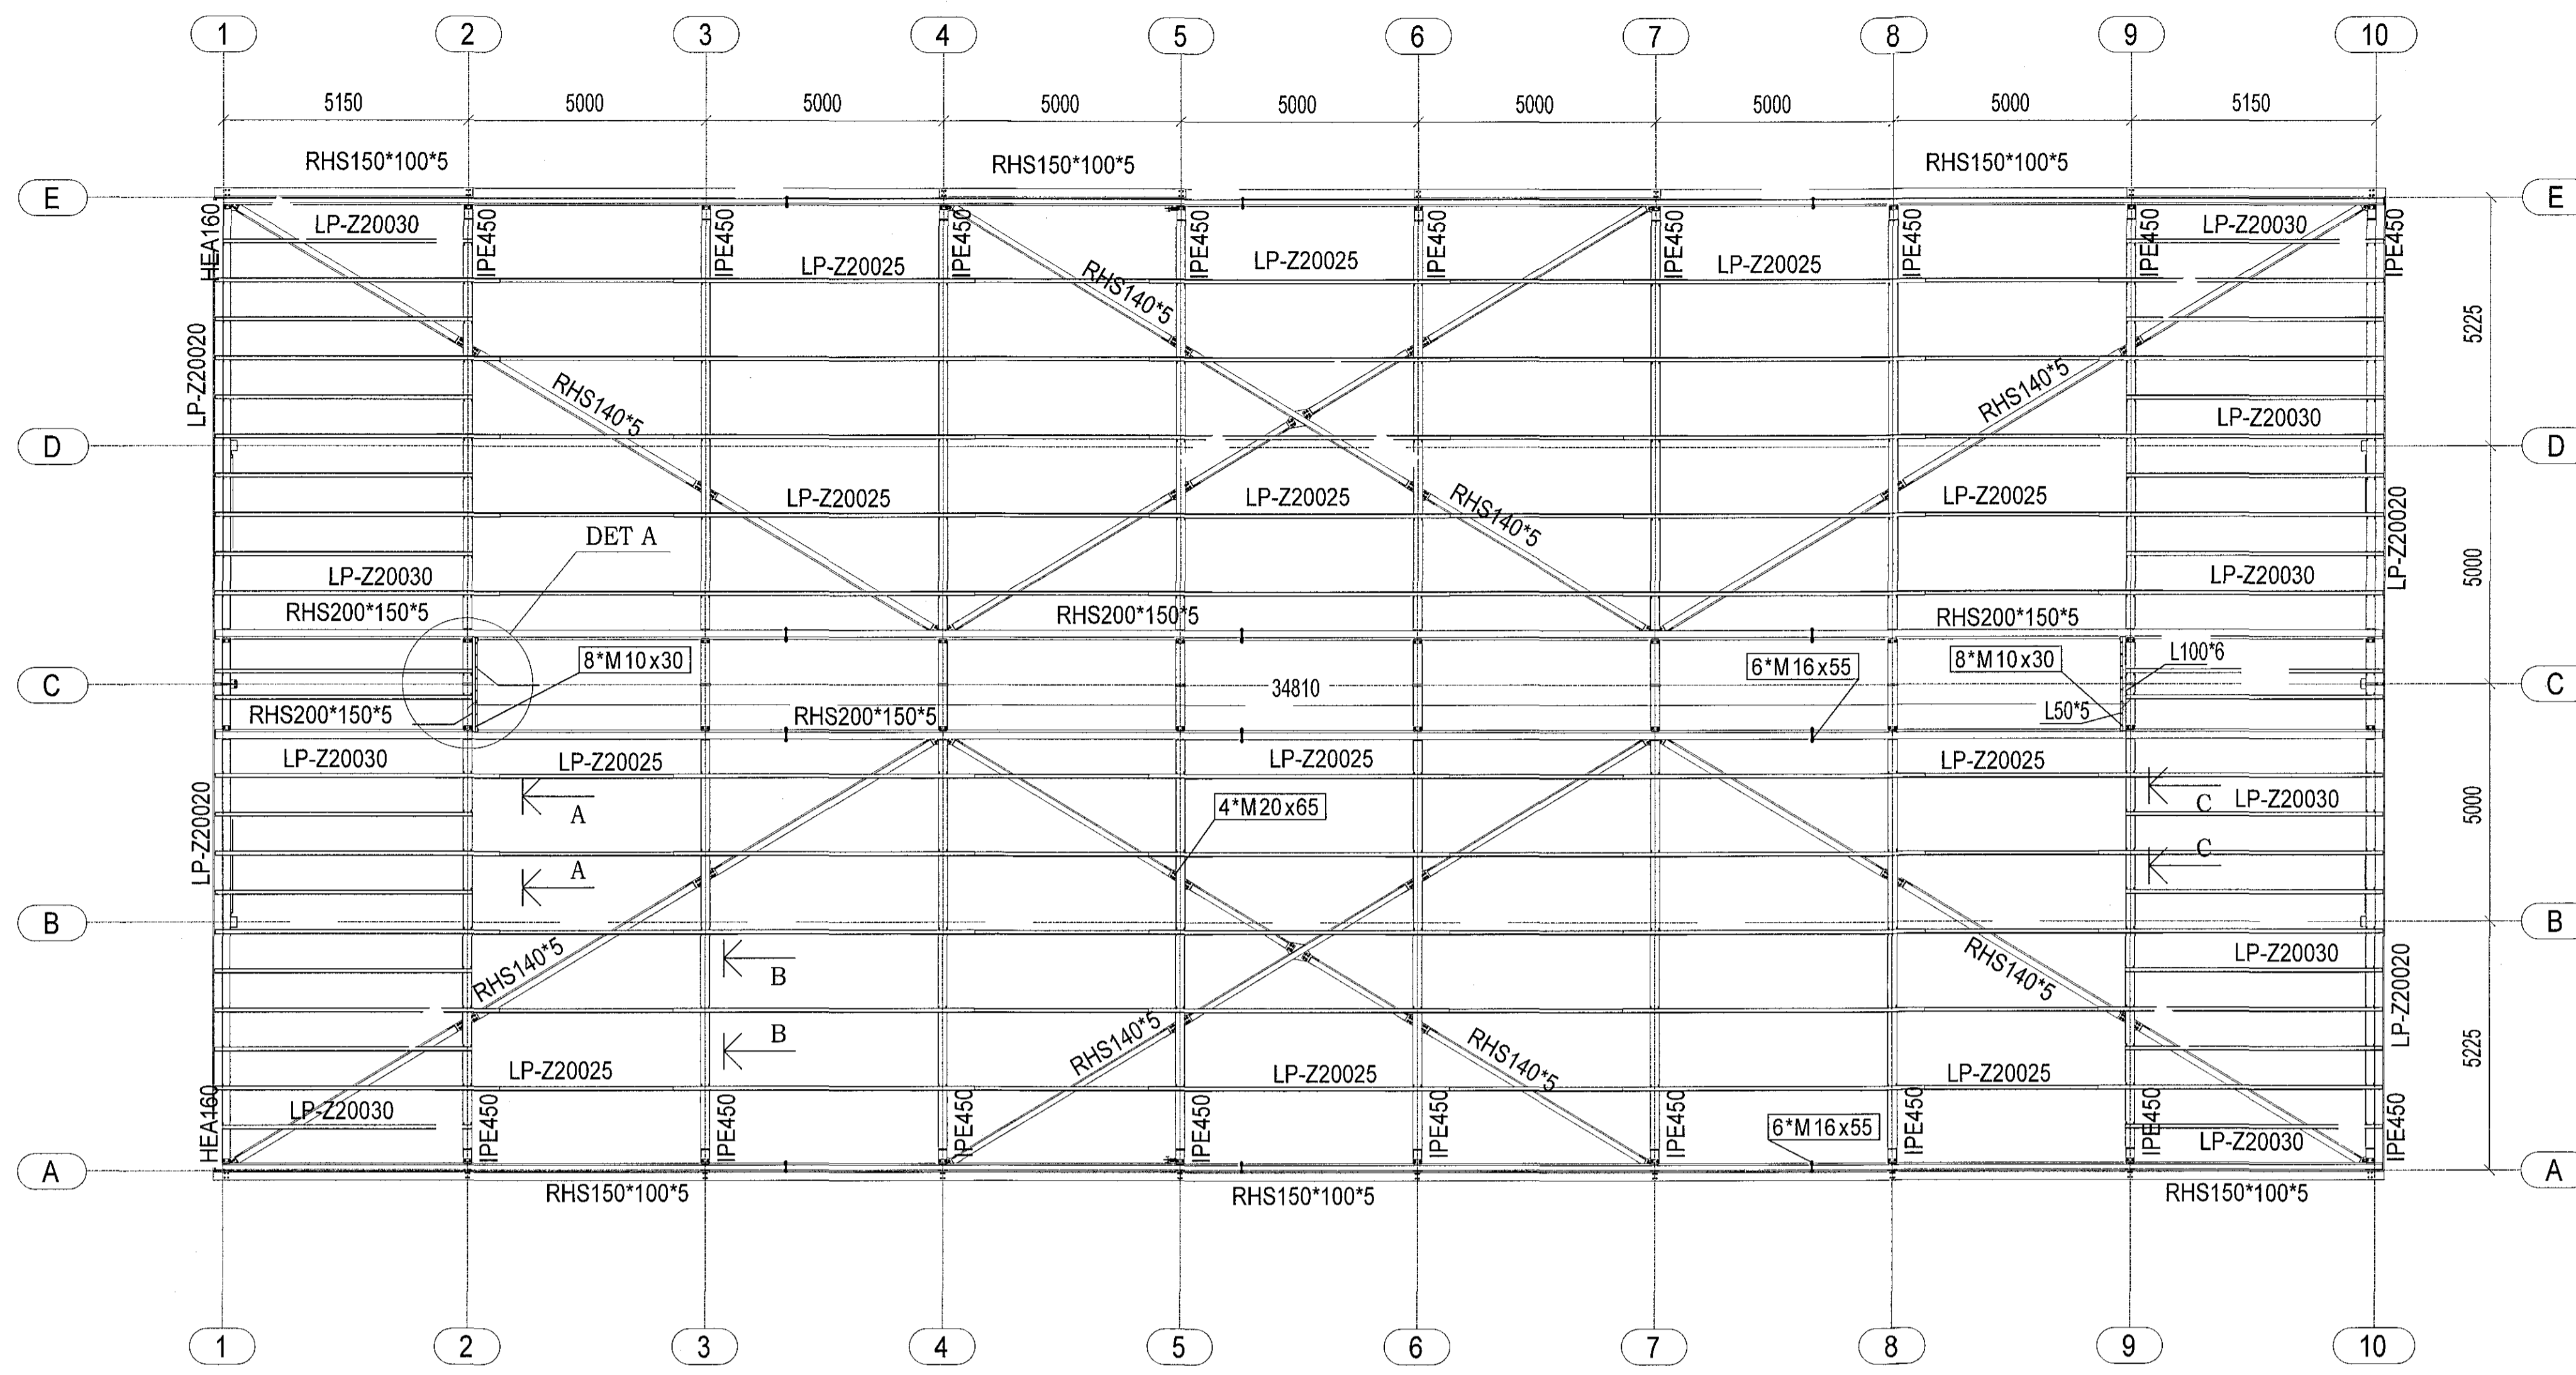 1 2 3 4 5 6 7 8 9 10
5150 5000 5000 5000 5000 5000 5000 5000 5150
RHS150*100*5 RHS150*100*5 RHS150*100*5
E E
HEA160 LP-Z20030 IPE450 IPE450 IPE450 IPE450 IPE450 IPE450 IPE450 IPE450 LP-Z20030 IPE450
LP-Z20025 LP-Z20025 LP-Z20025
RHS140*5
5225
LP-Z20020
RHS140*5 RHS140*5
LP-Z20030
D D
LP-Z20025 LP-Z20025 RHS140*5 LP-Z20025
LP-Z20020
DET A
5000
LP-Z20030 LP-Z20030
RHS200*150*5 RHS200*150*5 RHS200*150*5
8*M10x30 6*M16x55 8*M10x30 L100*6
C 34810 C
RHS200*150*5 RHS200*150*5 L50*5
LP-Z20030 LP-Z20025 LP-Z20025 LP-Z20025
LP-Z20020
A 4*M20x65 C LP-Z20030
5000
A C
B B
RHS140*5 B RHS140*5 LP-Z20030
LP-Z20020
B RHS140*5 RHS140*5
5225
LP-Z20025 LP-Z20025 LP-Z20025
HEA160 LP-Z20030 IPE450 IPE450 IPE450 IPE450 IPE450 IPE450 IPE450 IPE450 LP-Z20030 IPE450
6*M16x55
A A
RHS150*100*5 RHS150*100*5 RHS150*100*5
1 2 3 4 5 6 7 8 9 10